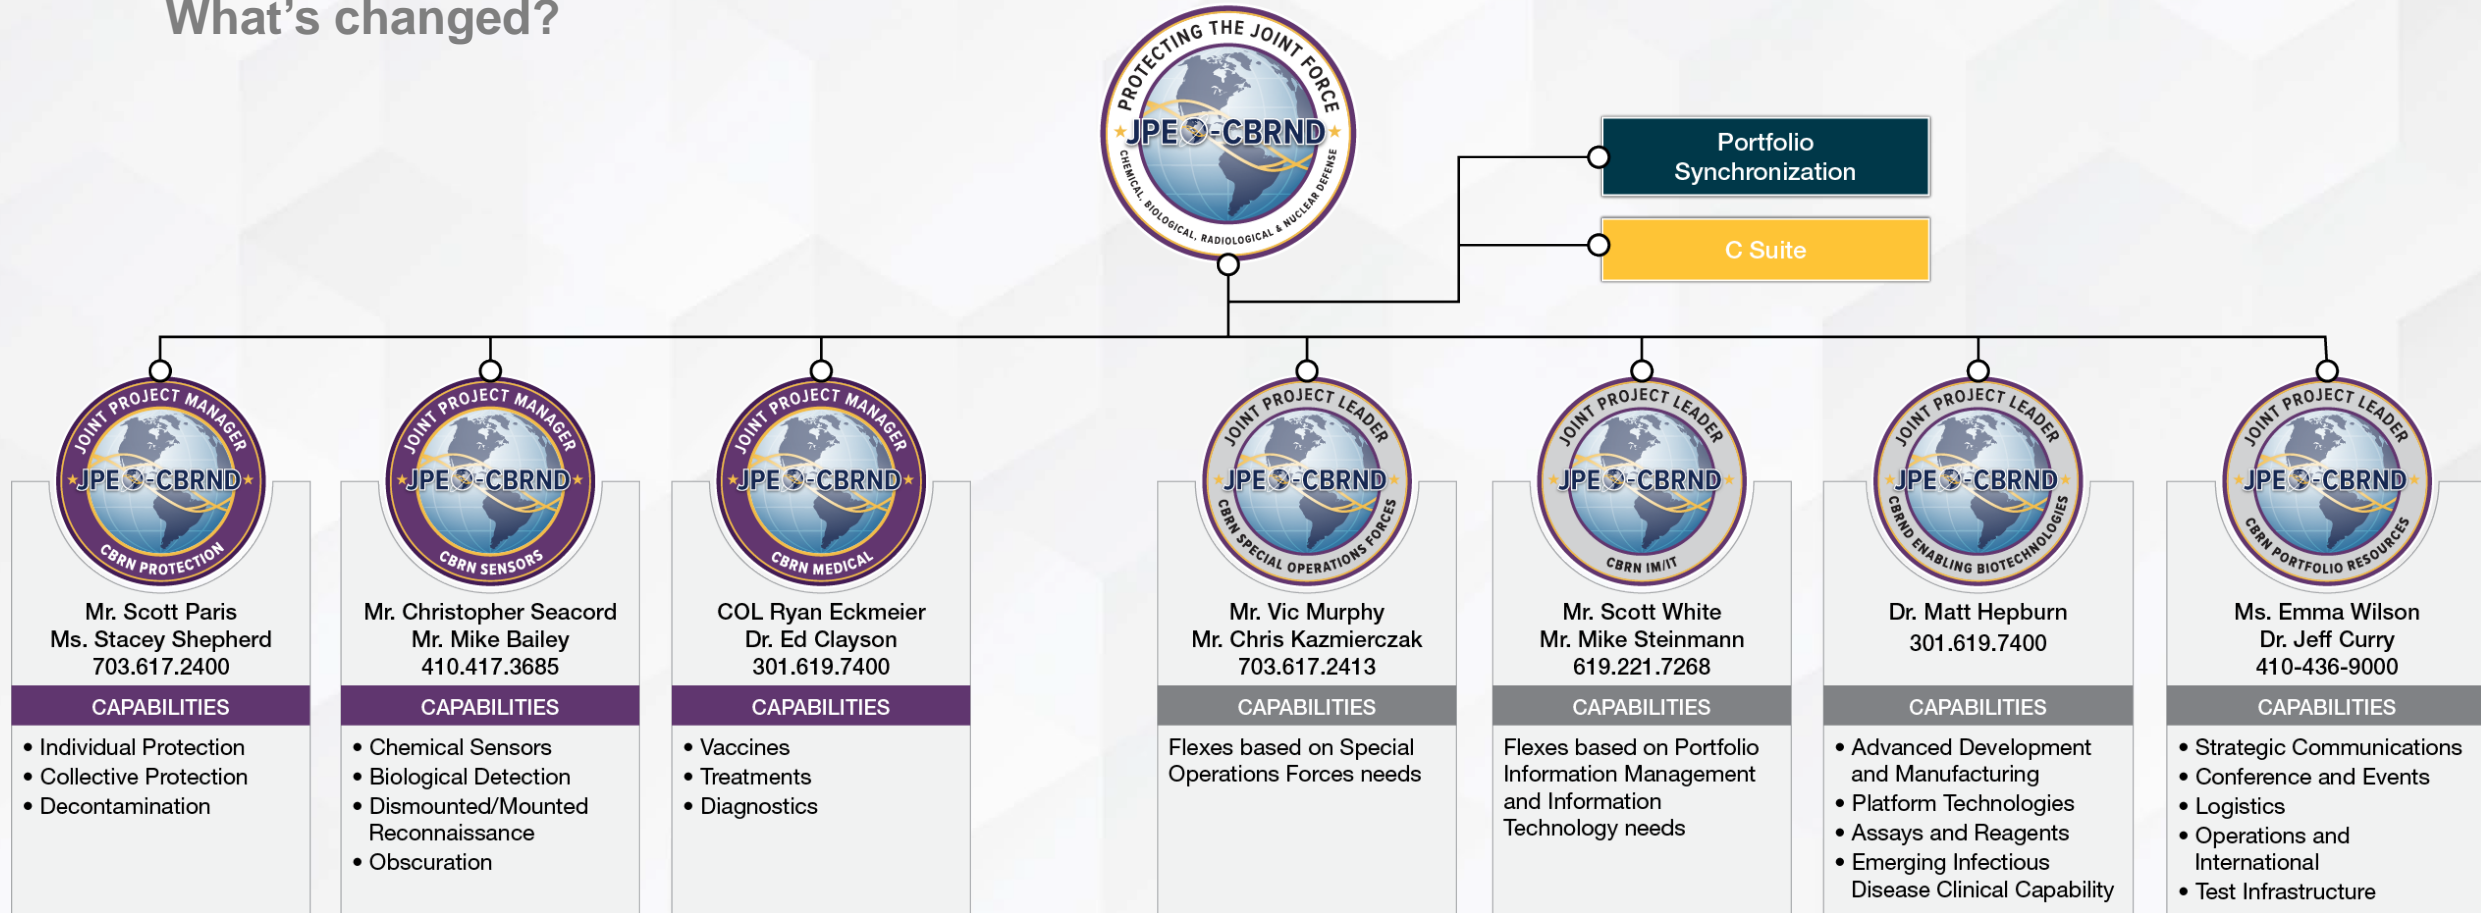 What's changed?
PROTECTING THE JOINT FORCE
JPEO-CBRND
CHEMICAL, BIOLOGICAL, RADIOLOGICAL & NUCLEAR DEFENSE
Portfolio
Synchronization
C Suite
JOINT PROJECT MANAGER
JPEO-CBRND
CBRN PROTECTION
Mr. Scott Paris
Ms. Stacey Shepherd
703.617.2400
CAPABILITIES
• Individual Protection
• Collective Protection
• Decontamination
JOINT PROJECT MANAGER
JPEO-CBRND
CBRN SENSORS
Mr. Christopher Seacord
Mr. Mike Bailey
410.417.3685
CAPABILITIES
• Chemical Sensors
• Biological Detection
• Dismounted/Mounted
Reconnaissance
• Obscuration
JOINT PROJECT MANAGER
JPEO-CBRND
CBRN MEDICAL
COL Ryan Eckmeier
Dr. Ed Clayson
301.619.7400
CAPABILITIES
• Vaccines
• Treatments
• Diagnostics
JOINT PROJECT LEADER
JPEO-CBRND
CBRN SPECIAL OPERATIONS FORCES
Mr. Vic Murphy
Mr. Chris Kazmierczak
703.617.2413
CAPABILITIES
Flexes based on Special
Operations Forces needs
JOINT PROJECT LEADER
JPEO-CBRND
CBRN IM/IT
Mr. Scott White
Mr. Mike Steinmann
619.221.7268
CAPABILITIES
Flexes based on Portfolio
Information Management
and Information
Technology needs
JOINT PROJECT LEADER
JPEO-CBRND
CBRND ENABLING BIOTECHNOLOGIES
Dr. Matt Hepburn
301.619.7400
CAPABILITIES
• Advanced Development
and Manufacturing
• Platform Technologies
• Assays and Reagents
• Emerging Infectious
Disease Clinical Capability
JOINT PROJECT LEADER
JPEO-CBRND
CBRN PORTFOLIO RESOURCES
Ms. Emma Wilson
Dr. Jeff Curry
410-436-9000
CAPABILITIES
• Strategic Communications
• Conference and Events
• Logistics
• Operations and
International
• Test Infrastructure